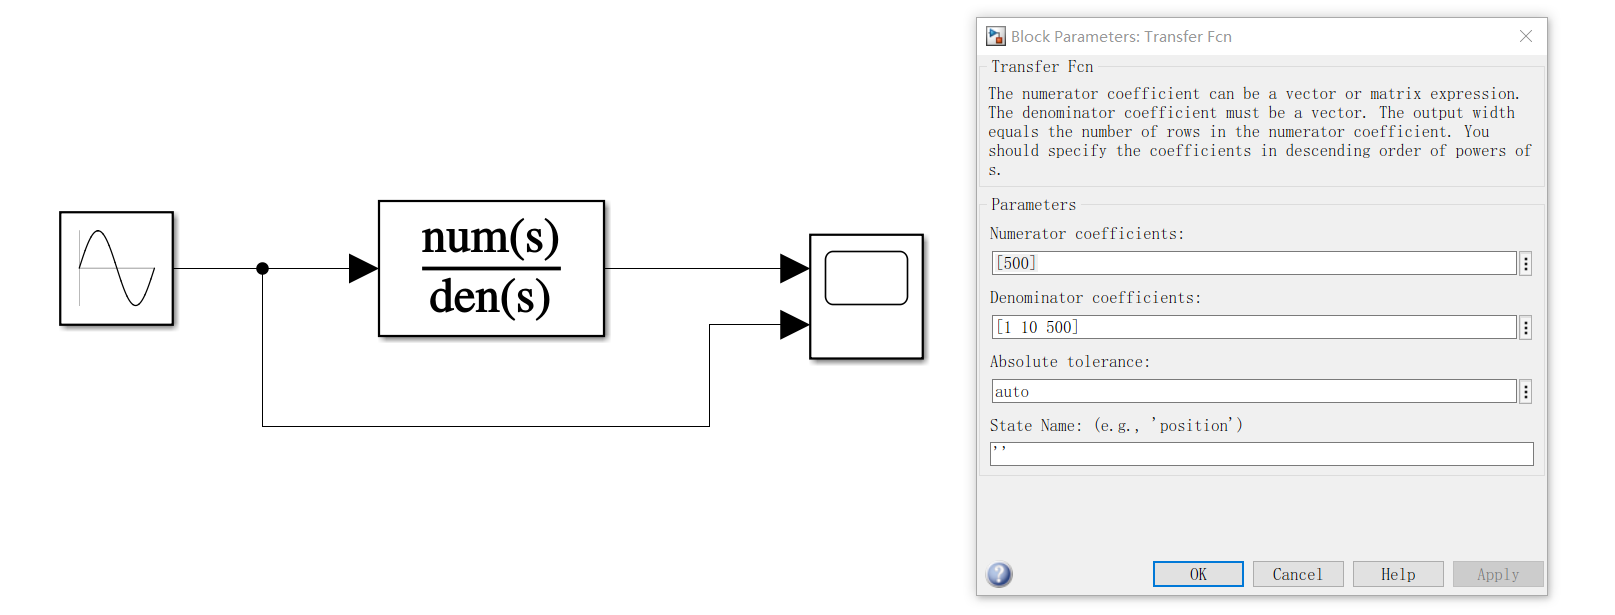 num(s)
den(s)
Block Parameters: Transfer Fcn
Transfer Fcn
The numerator coefficient can be a vector or matrix expression.
The denominator coefficient must be a vector. The output width
equals the number of rows in the numerator coefficient. You
should specify the coefficients in descending order of powers of
s.
Parameters
Numerator coefficients:
[500]
Denominator coefficients:
[1 10 500]
Absolute tolerance:
auto
State Name: (e.g., 'position')
''
?
OK Cancel Help Apply